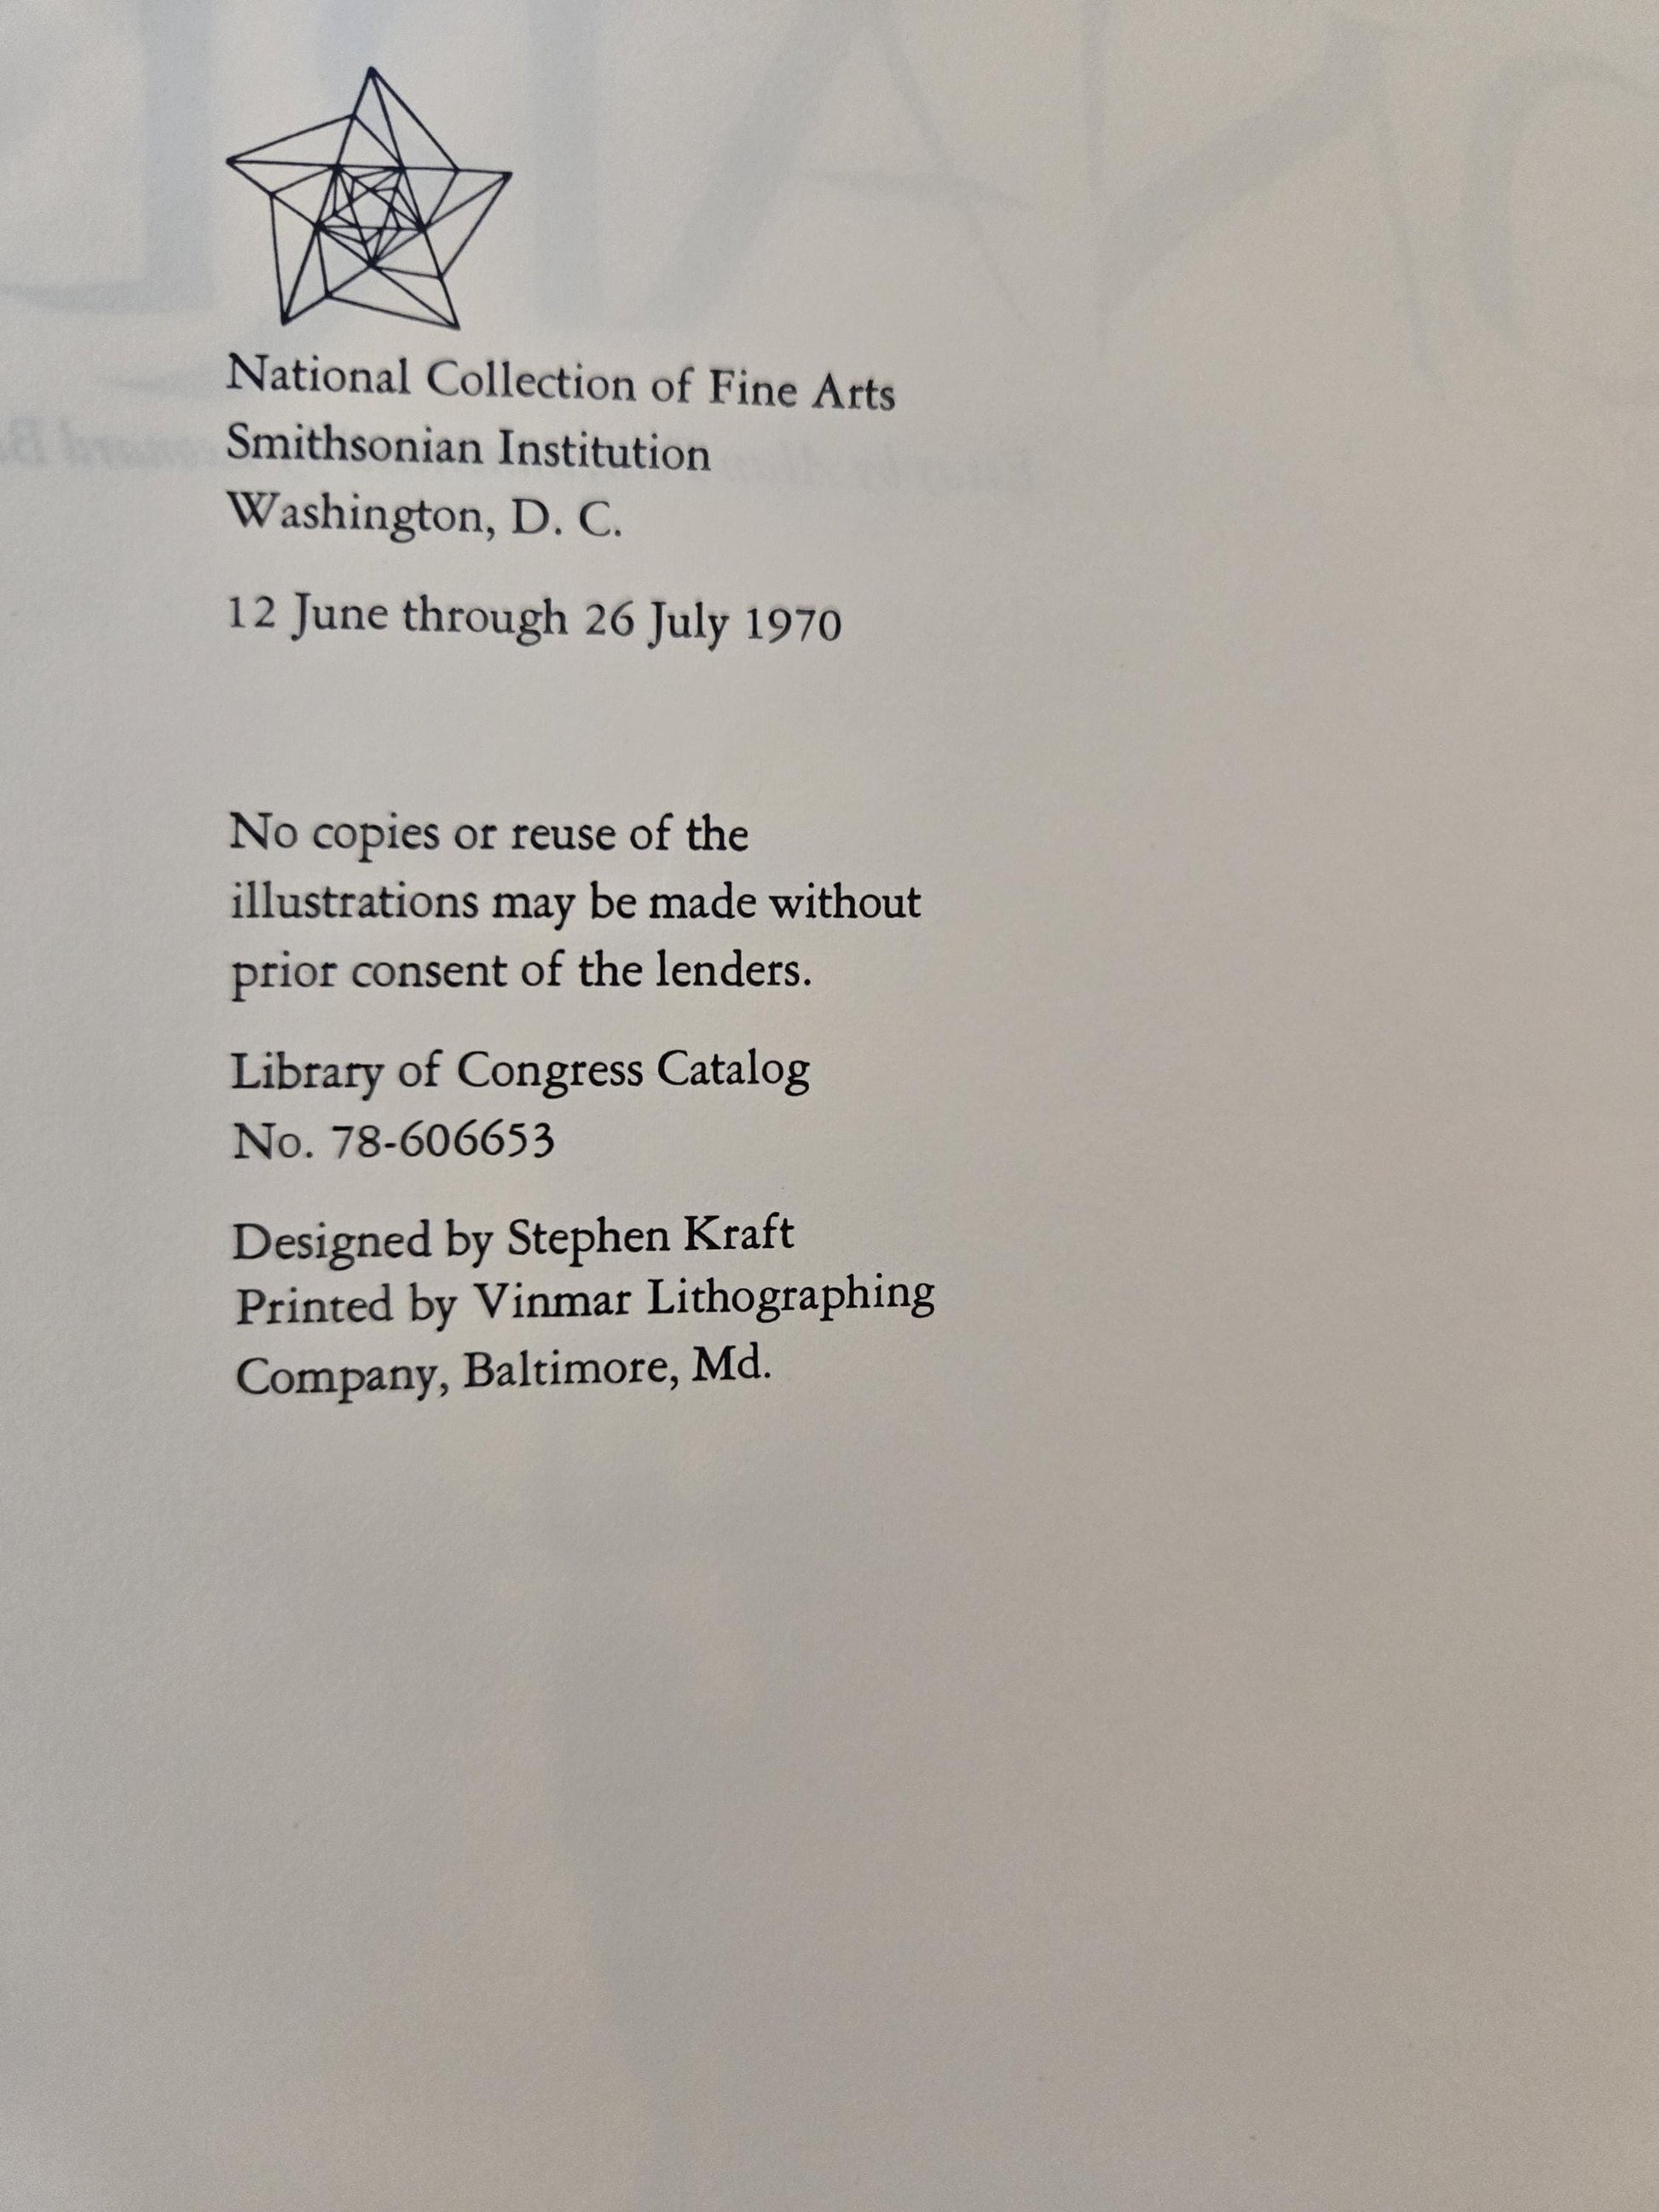 National Collection of Fine Arts
Smithsonian Institution
Washington, D. C.
12 June through 26 July 1970
No copies or reuse of the
illustrations may be made without
prior consent of the lenders.
Library of Congress Catalog
No. 78-606653
Designed by Stephen Kraft
Printed by Vinmar Lithographing
Company, Baltimore, Md.